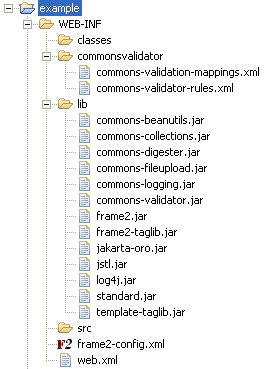 example
WEB-INF
classes
commonsvalidator
commons-validation-mappings.xml
commons-validator-rules.xml
lib
commons-beanutils.jar
commons-collections.jar
commons-digester.jar
commons-fileupload.jar
commons-logging.jar
commons-validator.jar
frame2.jar
frame2-taglib.jar
jakarta-oro.jar
jstl.jar
log4j.jar
standard.jar
template-taglib.jar
src
F2 frame2-config.xml
web.xml